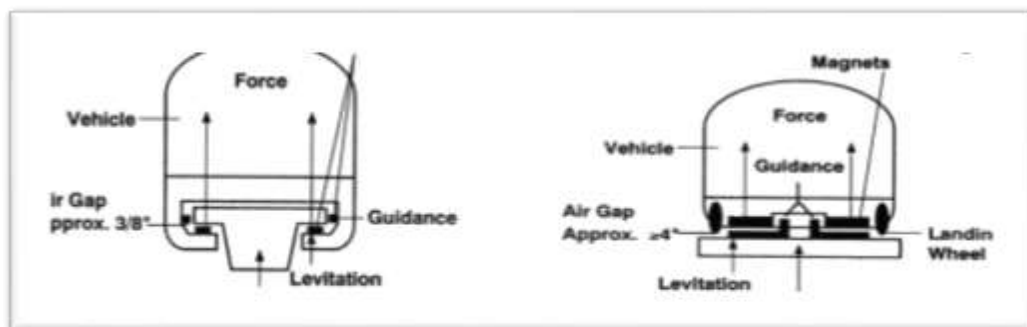 Force
Vehicle
ir Gap
pprox. 3/8"
Guidance
Levitation
Magnets
Force
Vehicle
Guidance
Air Gap
Approx. ≥4"
Landin
Wheel
Levitation